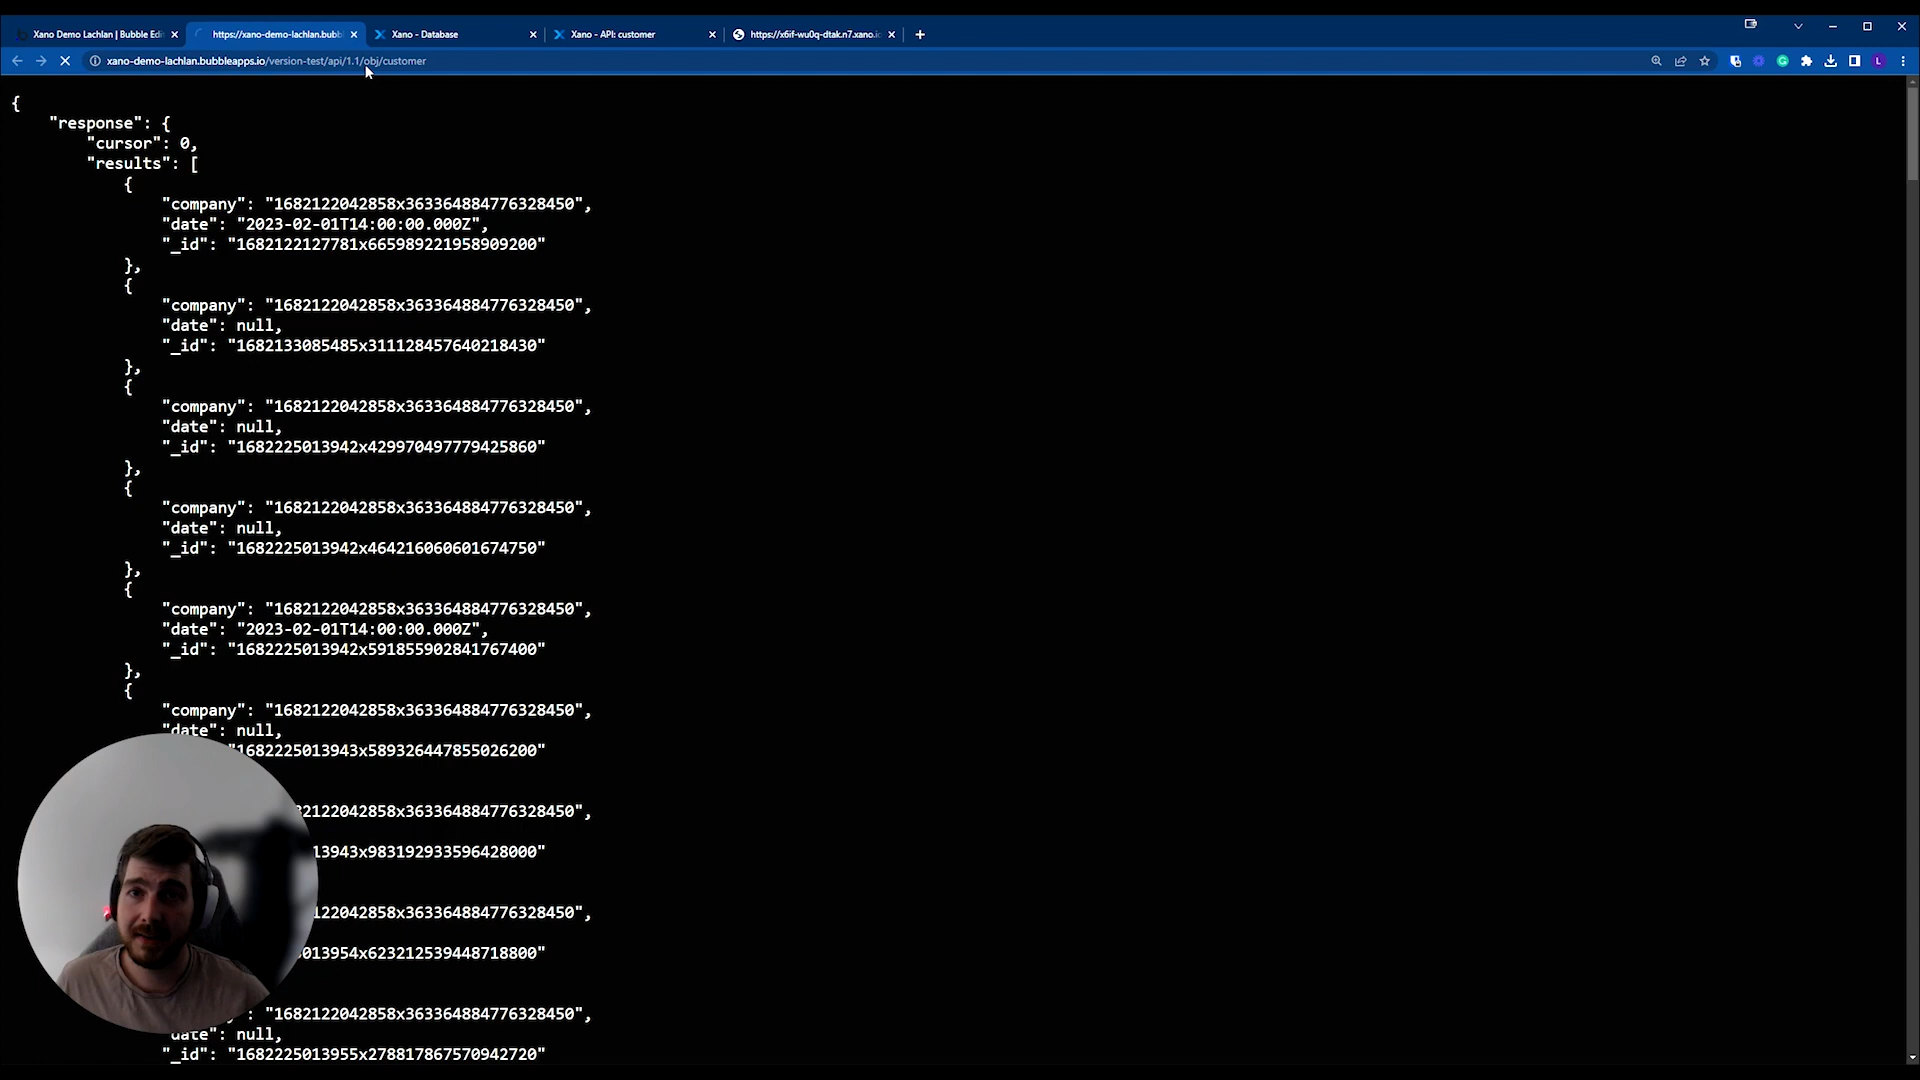 Xano Demo Lachlan | Bubble Edi
https://xano-demo-lachlan.bubbl
Xano - Database
Xano - API: customer
https://x6if-wu0q-dtak.n7.xano.i
xano-demo-lachlan.bubbleapps.io/version-test/api/1.1/obj/customer
L
{
"response": {
"cursor": 0,
"results": [
{
"company": "1682122042858x363364884776328450",
"date": "2023-02-01T14:00:00.000Z",
"_id": "1682122127781x665989221958909200"
},
{
"company": "1682122042858x363364884776328450",
"date": null,
"_id": "1682133085485x311128457640218430"
},
{
"company": "1682122042858x363364884776328450",
"date": null,
"_id": "1682225013942x429970497779425860"
},
{
"company": "1682122042858x363364884776328450",
"date": null,
"_id": "1682225013942x464216060601674750"
},
{
"company": "1682122042858x363364884776328450",
"date": "2023-02-01T14:00:00.000Z",
"_id": "1682225013942x591855902841767400"
},
{
"company": "1682122042858x363364884776328450",
"date": null,
1682225013943x589326447855026200"
82122042858x363364884776328450",
13943x983192933596428000"
122042858x363364884776328450",
013954x623212539448718800"
: "1682122042858x363364884776328450",
"date": null,
"_id": "1682225013955x278817867570942720"